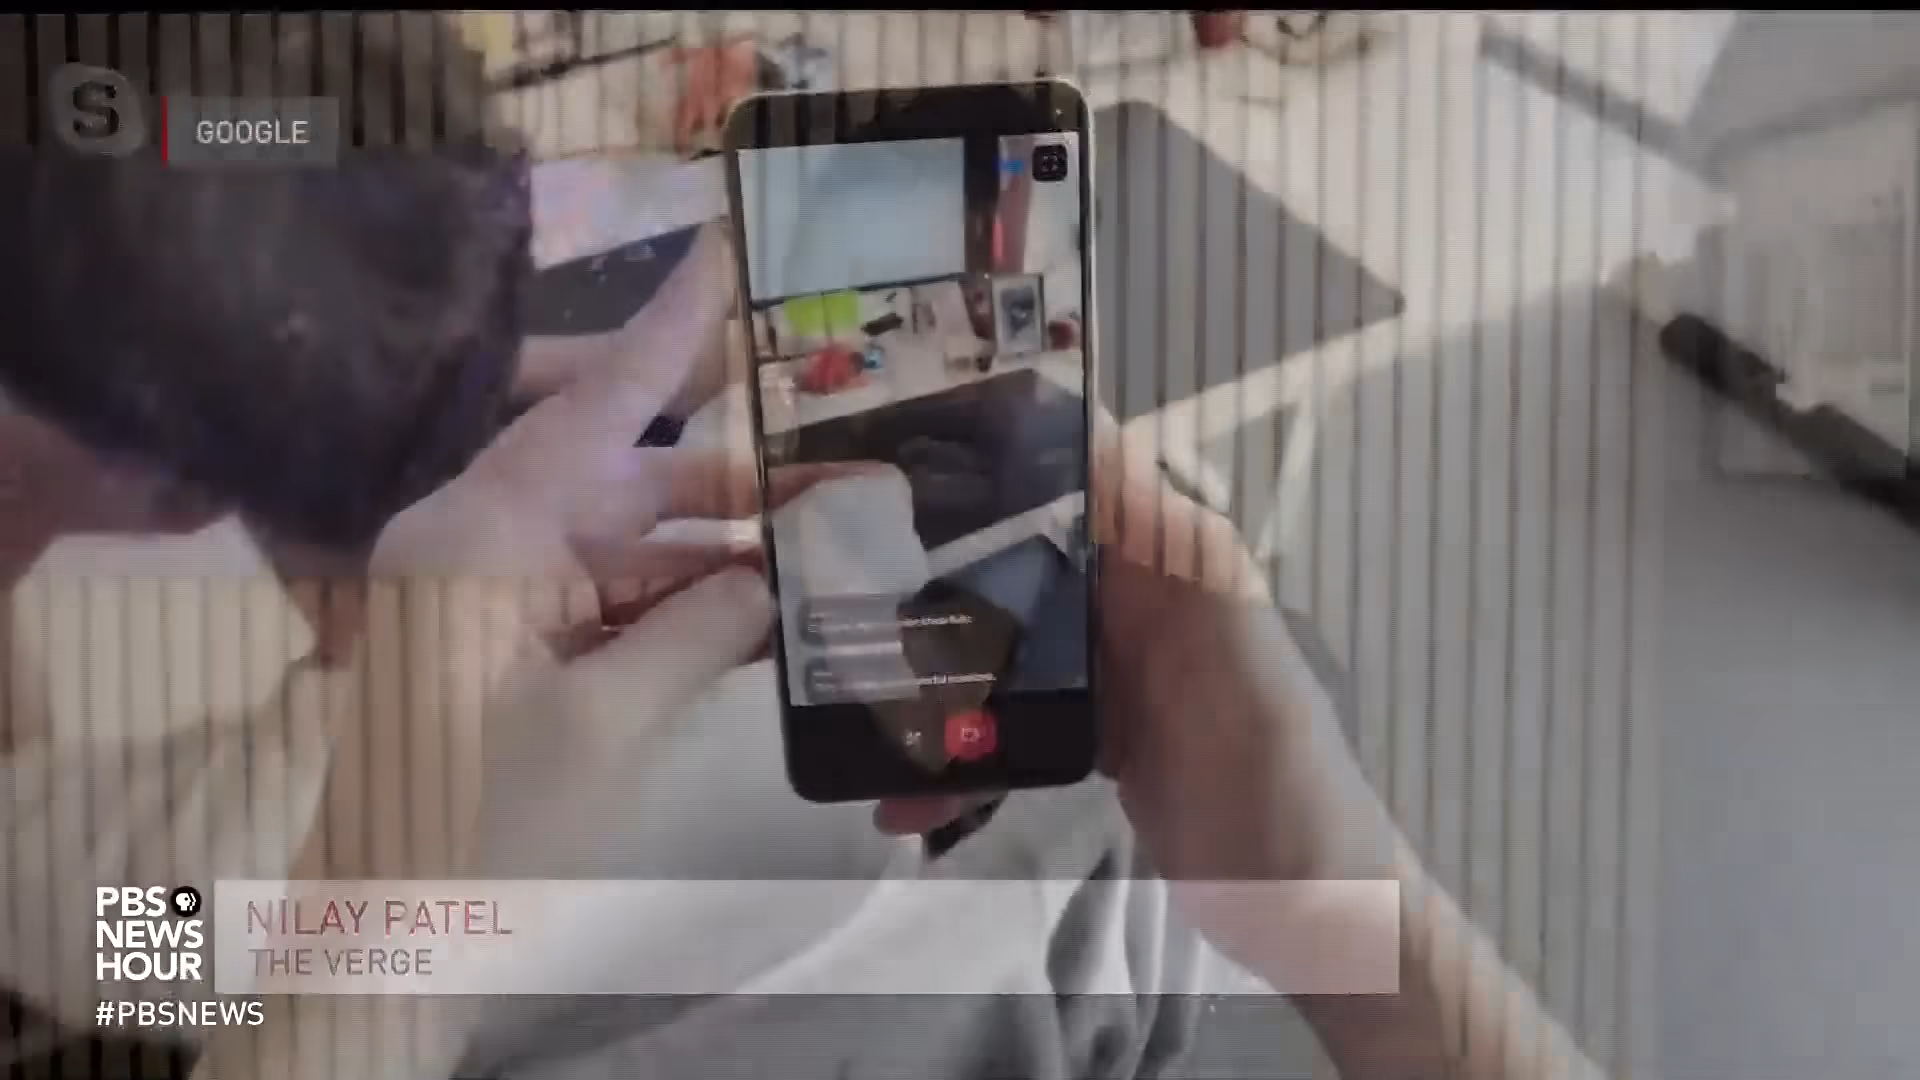 GOOGLE
NILAY PATEL
THE VERGE
PBS
NEWS
HOUR
#PBSNEWS